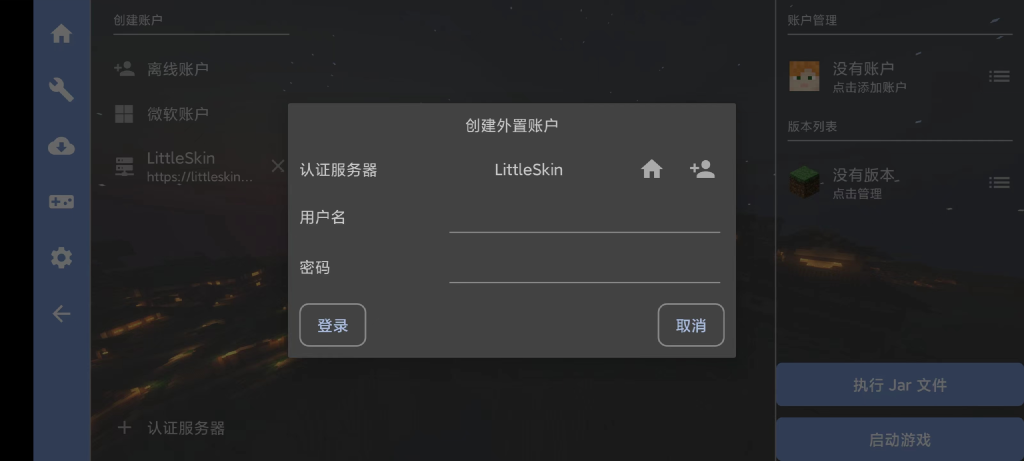 创建账户
离线账户
微软账户
LittleSkin
https://littleskin...
认证服务器
创建外置账户
认证服务器 LittleSkin
用户名
密码
登录 取消
账户管理
没有账户
点击添加账户
版本列表
没有版本
点击管理
执行 Jar 文件
启动游戏